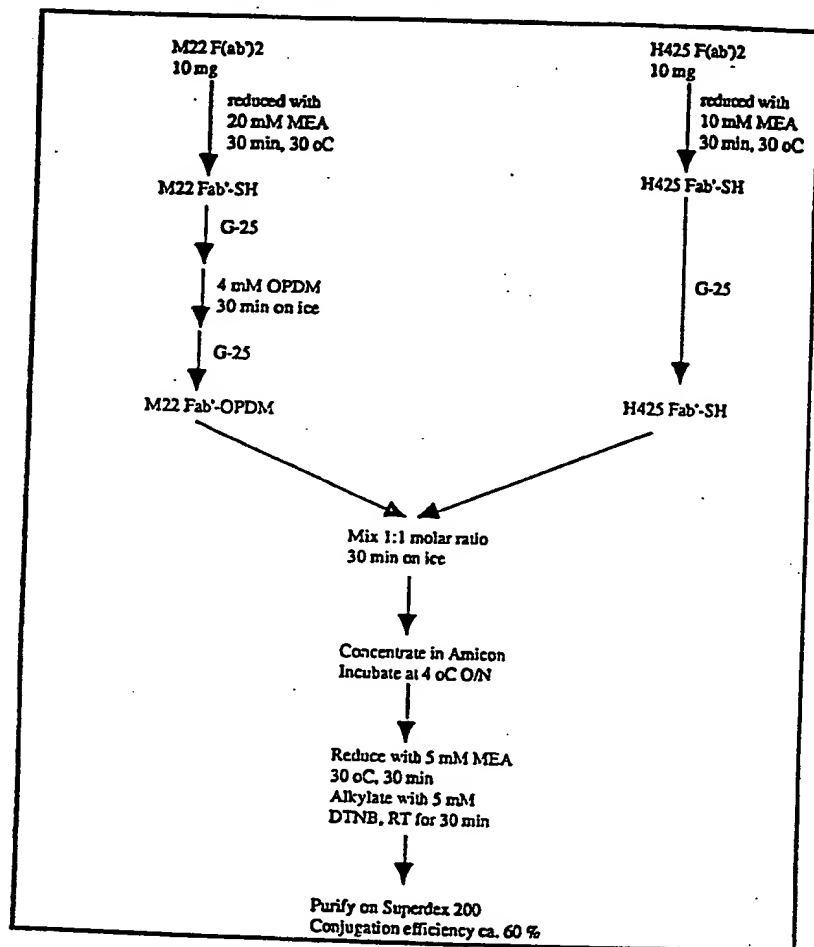 M22 F(ab')2
10 mg
reduced with
20 mM MEA
30 min, 30 oC
M22 Fab'-SH
G-25
4 mM OPDM
30 min on ice
G-25
M22 Fab'-OPDM
H425 F(ab')2
10 mg
reduced with
10 mM MEA
30 min, 30 oC
H425 Fab'-SH
G-25
H425 Fab'-SH
Mix 1:1 molar ratio
30 min on ice
Concentrate in Amicon
Incubate at 4 oC O/N
Reduce with 5 mM MEA
30 oC, 30 min
Alkylate with 5 mM
DTNB, RT for 30 min
Purify on Superdex 200
Conjugation efficiency ca. 60 %